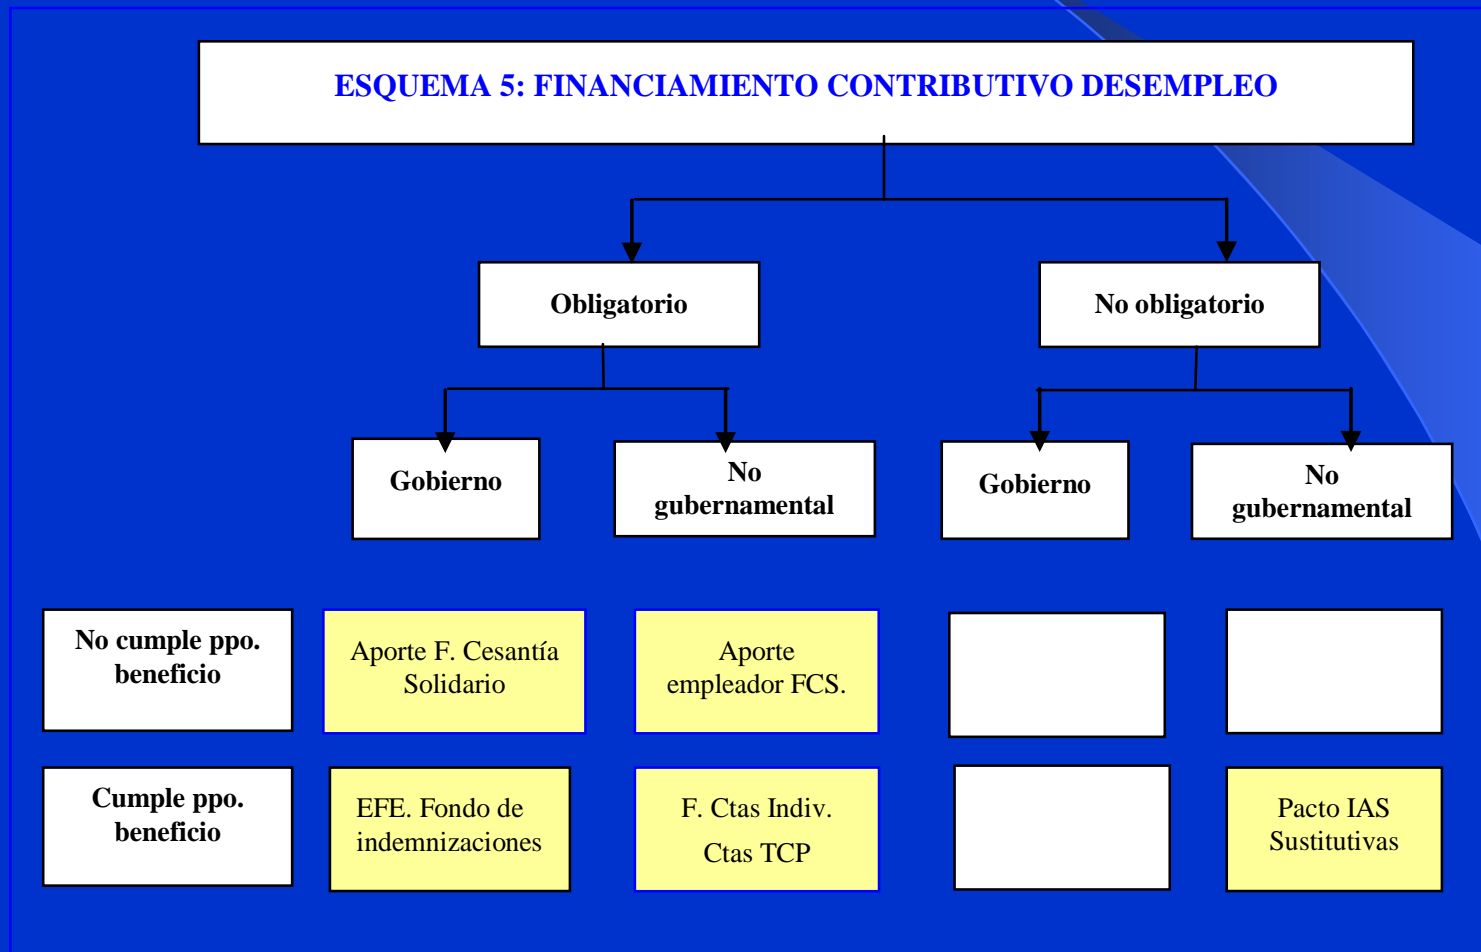 ESQUEMA 5: FINANCIAMIENTO CONTRIBUTIVO DESEMPLEO
Obligatorio
No obligatorio
Gobierno
No
gubernamental
Gobierno
No
gubernamental
No cumple ppo.
beneficio
Aporte F. Cesantía
Solidario
Aporte
empleador FCS.
Cumple ppo.
beneficio
EFE. Fondo de
indemnizaciones
F. Ctas Indiv.
Ctas TCP
Pacto IAS
Sustitutivas